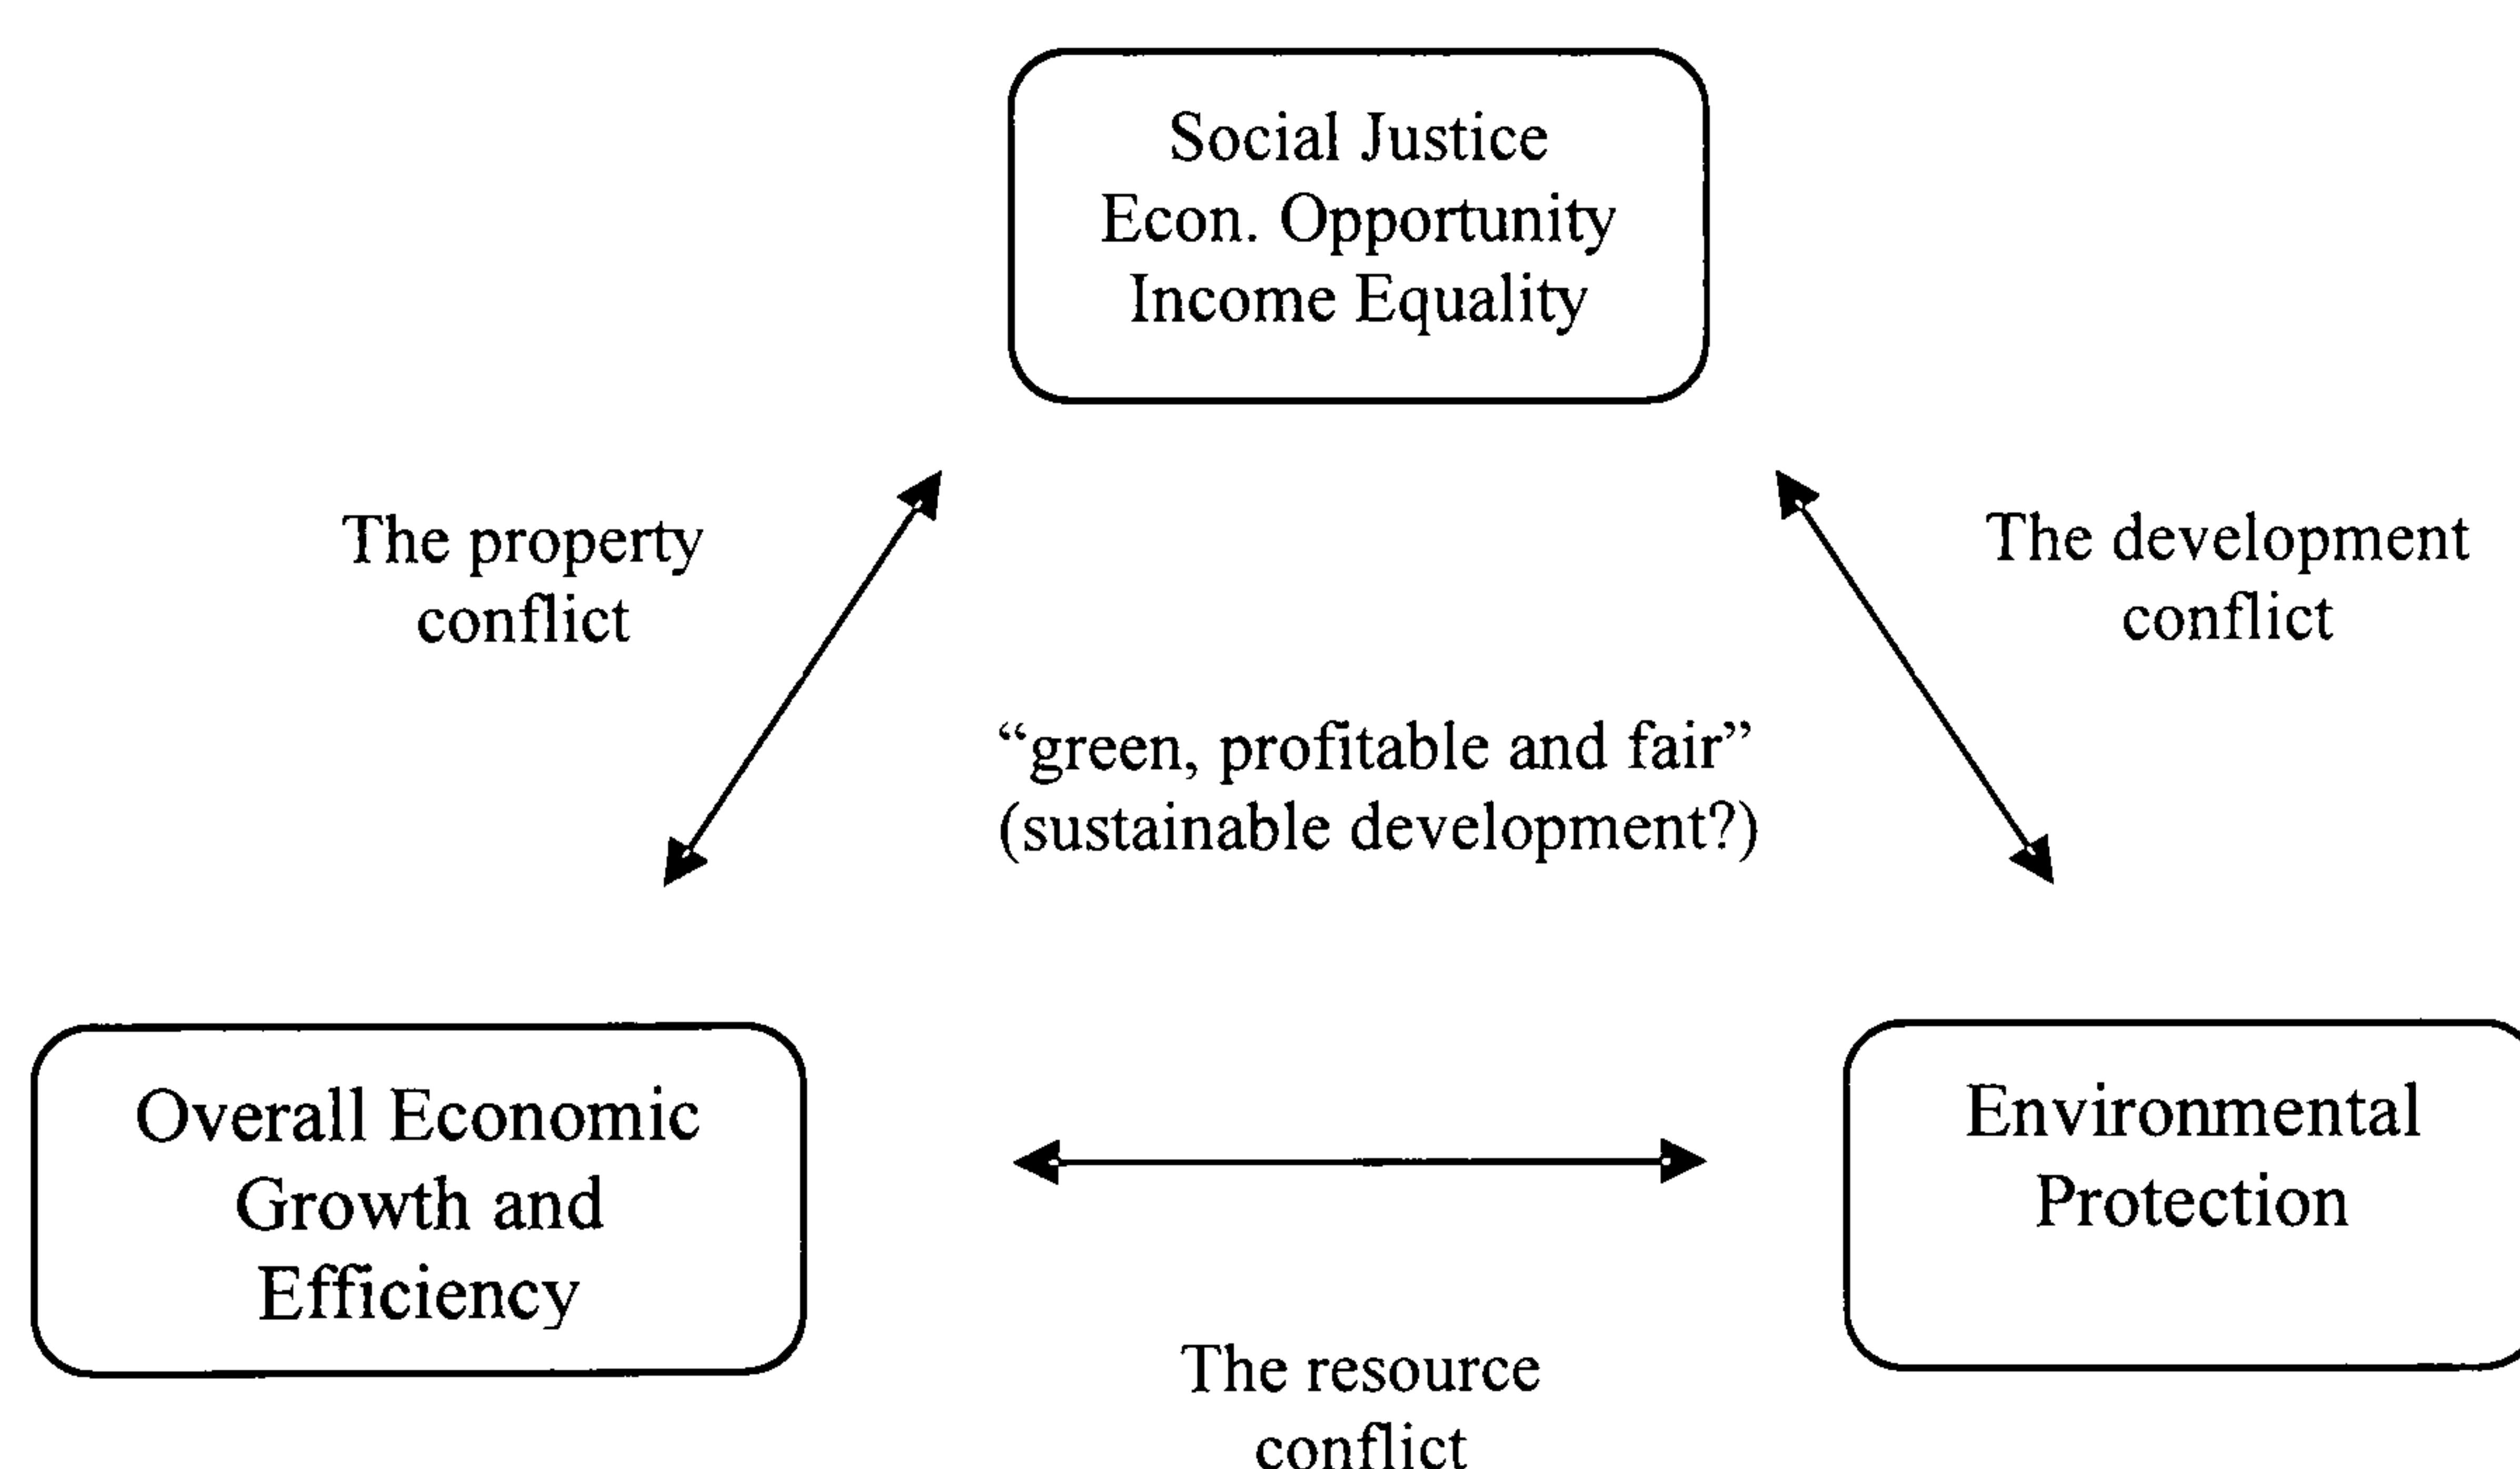 Social Justice
Econ. Opportunity
Income Equality
The property
conflict
The development
conflict
“green, profitable and fair”
(sustainable development?)
Overall Economic
Growth and
Efficiency
Environmental
Protection
The resource
conflict